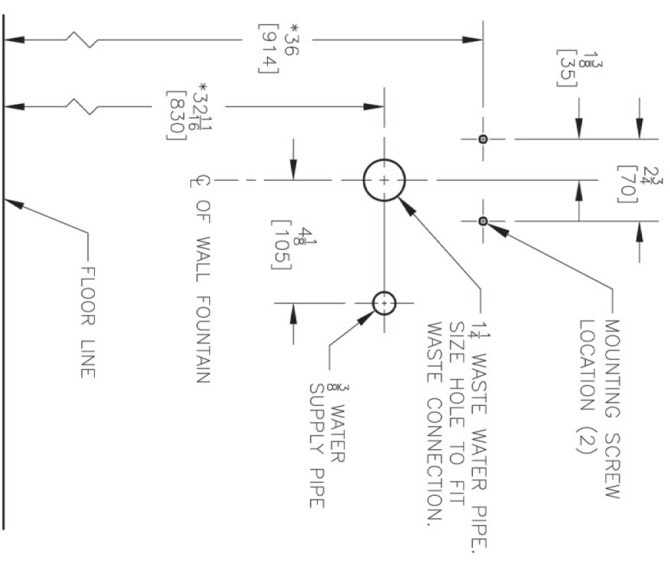 MOUNTING SCREW
LOCATION (2)
2 3/4
[70]
1 3/8
[35]
1 1/4 WASTE WATER PIPE.
SIZE HOLE TO FIT
WASTE CONNECTION.
3/8 WATER
SUPPLY PIPE
4 1/8
[105]
*36
[914]
*32 11/16
[830]
℄ OF WALL FOUNTAIN
FLOOR LINE